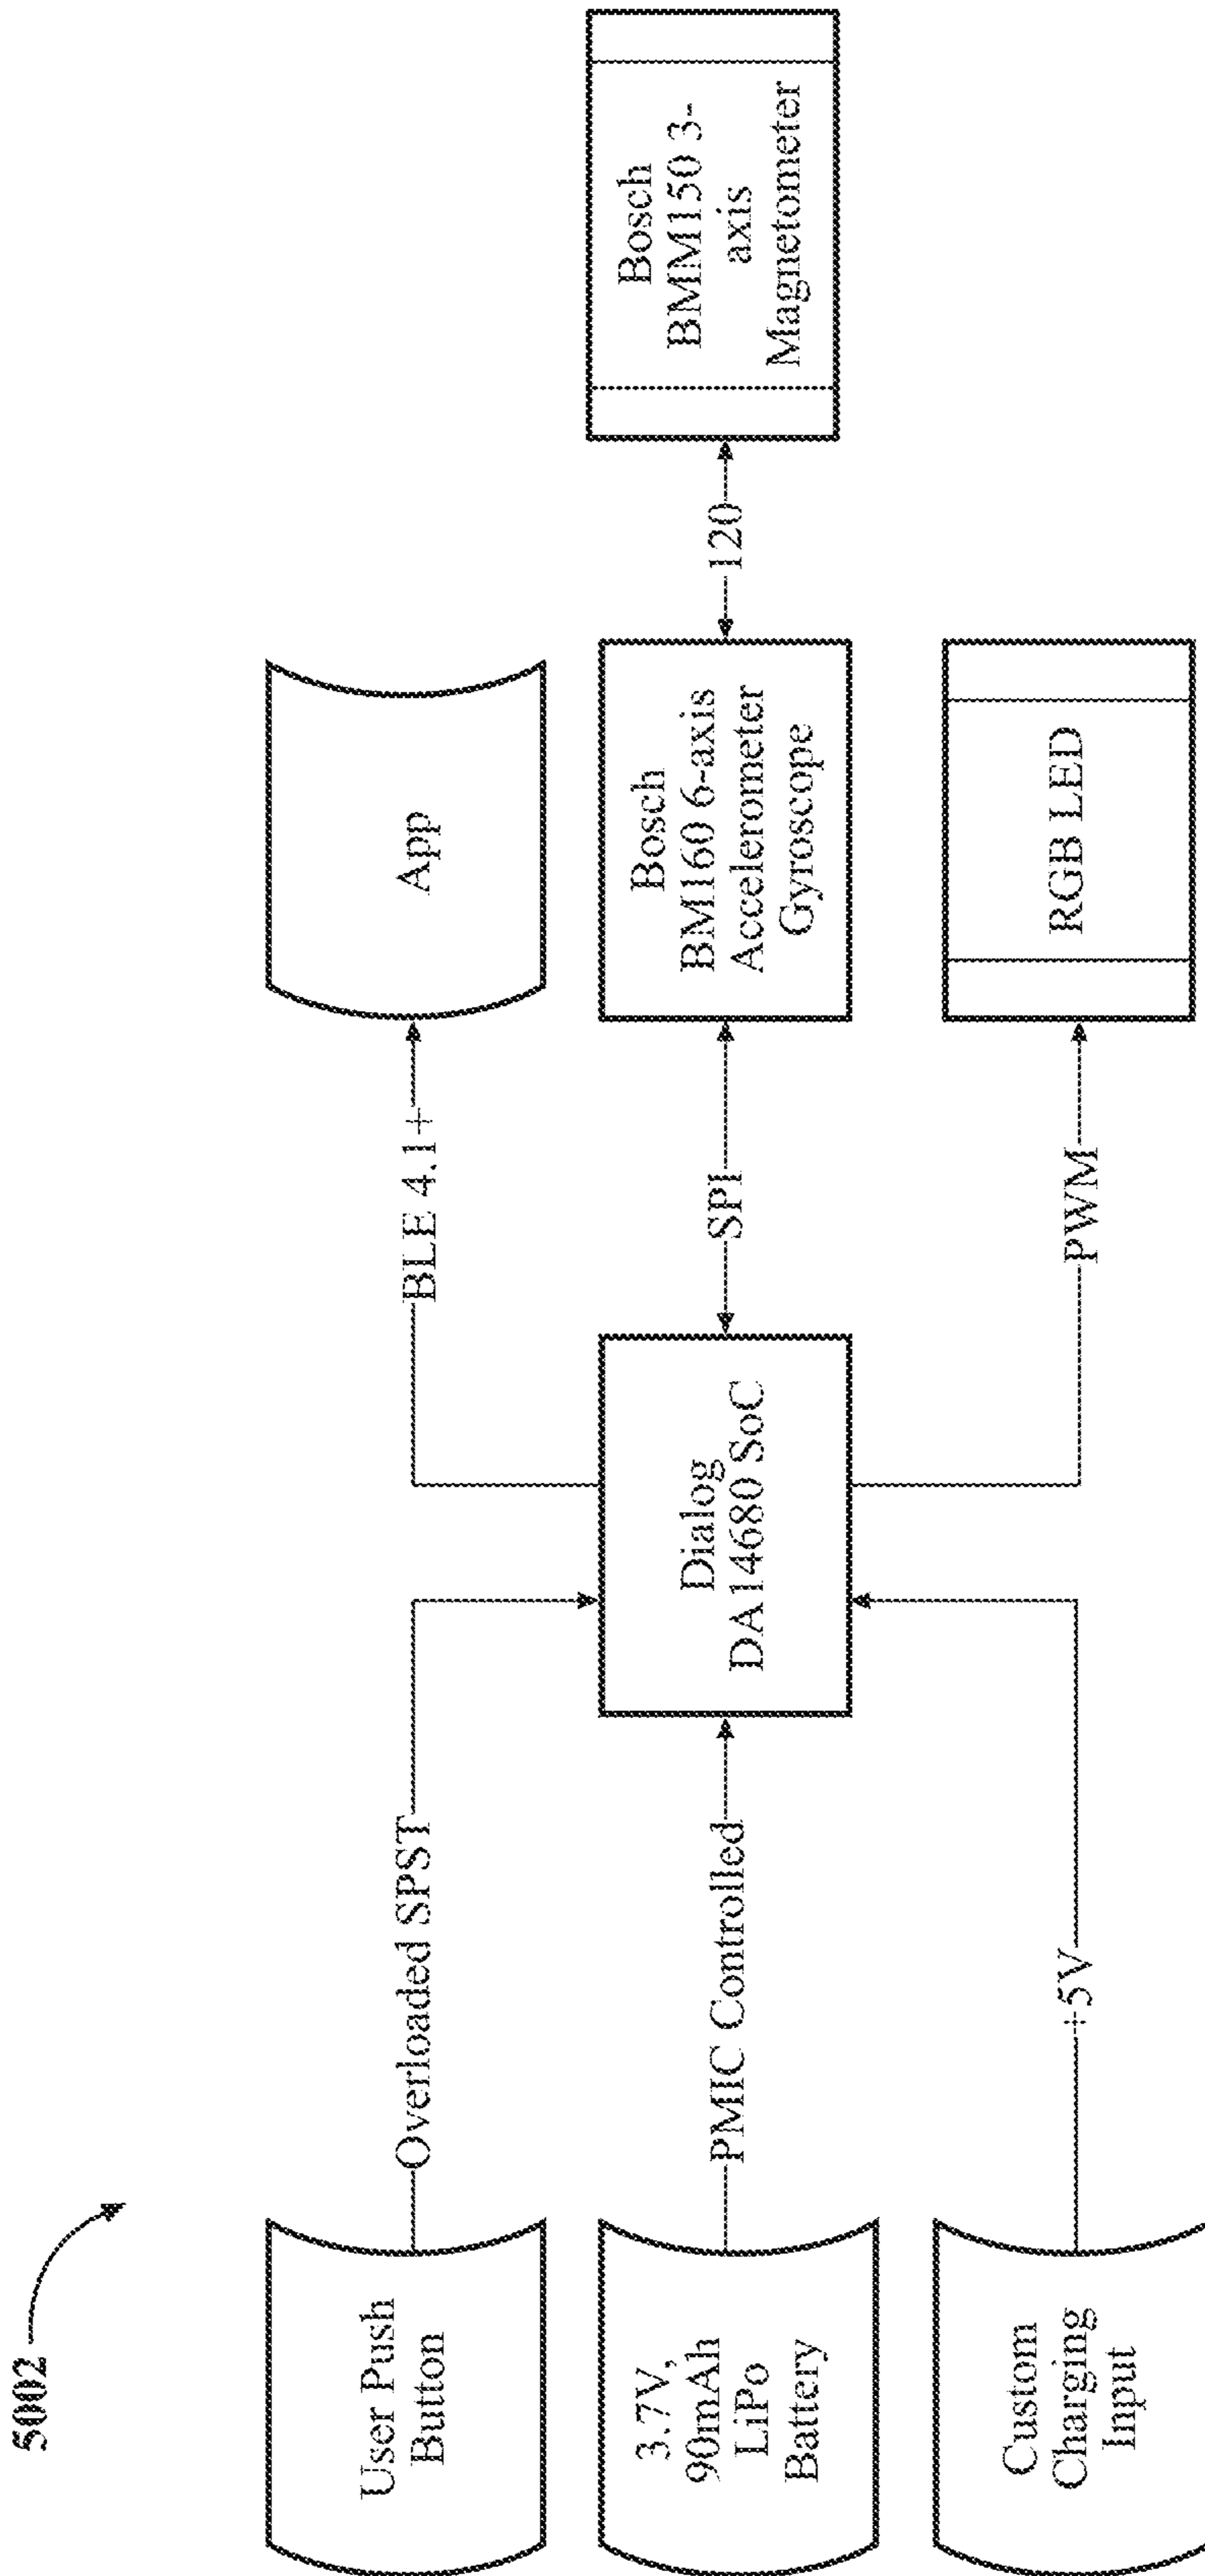 5002
User Push
Button
Overloaded SPST
BLE 4.1+
App
3.7V,
90mAh
LiPo
Battery
PMIC Controlled
Dialog
DA14680 SoC
SPI
Bosch
BM160 6-axis
Accelerometer
Gyroscope
120
Bosch
BMM150 3-
axis
Magnetometer
Custom
Charging
Input
+5V
PWM
RGB LED